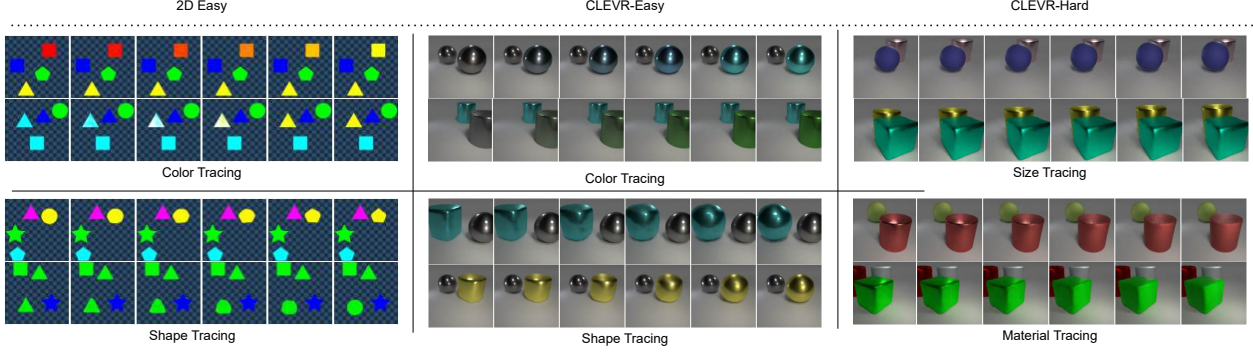 2D Easy
CLEVR-Easy
CLEVR-Hard
Color Tracing
Color Tracing
Size Tracing
Shape Tracing
Shape Tracing
Material Tracing